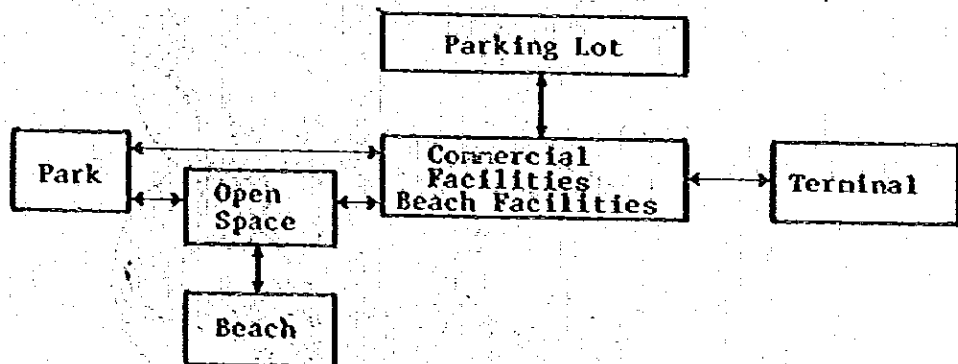 Parking Lot
Park
Open
Space
Commercial
Facilities
Beach Facilities
Terminal
Beach